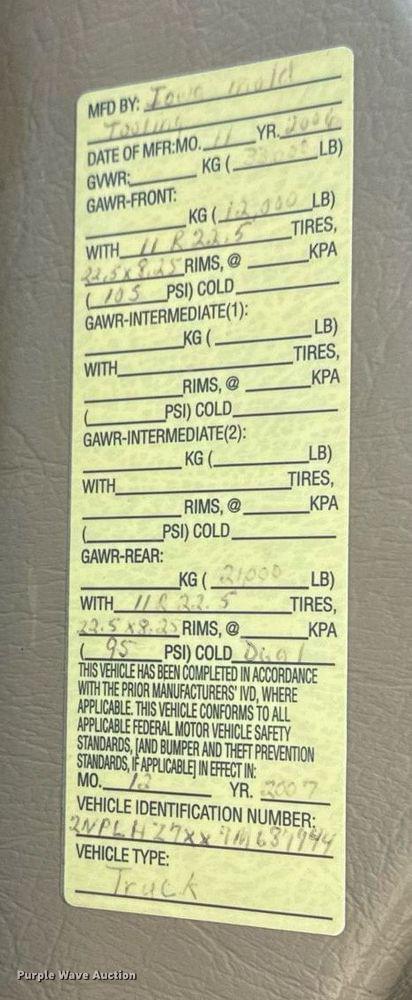 MFD BY: Iowa Mold
Tooling
DATE OF MFR:MO. 11 YR. 2006
GVWR: KG ( 33000 LB)
GAWR-FRONT:
KG ( 12,000 LB)
WITH 11 R 22.5 TIRES,
22.5x8.25 RIMS, @ KPA
( 105 PSI) COLD
GAWR-INTERMEDIATE(1):
KG ( LB)
WITH TIRES,
RIMS, @ KPA
( PSI) COLD
GAWR-INTERMEDIATE(2):
KG ( LB)
WITH TIRES,
RIMS, @ KPA
( PSI) COLD
GAWR-REAR:
KG ( 21,000 LB)
WITH 11 R 22.5 TIRES,
22.5 x8.25 RIMS, @ KPA
( 95 PSI) COLD Dual
THIS VEHICLE HAS BEEN COMPLETED IN ACCORDANCE
WITH THE PRIOR MANUFACTURERS' IVD, WHERE
APPLICABLE. THIS VEHICLE CONFORMS TO ALL
APPLICABLE FEDERAL MOTOR VEHICLE SAFETY
STANDARDS, [AND BUMPER AND THEFT PREVENTION
STANDARDS, IF APPLICABLE] IN EFFECT IN:
MO. 12 YR. 2007
VEHICLE IDENTIFICATION NUMBER:
VEHICLE TYPE:
Truck
Purple Wave Auction